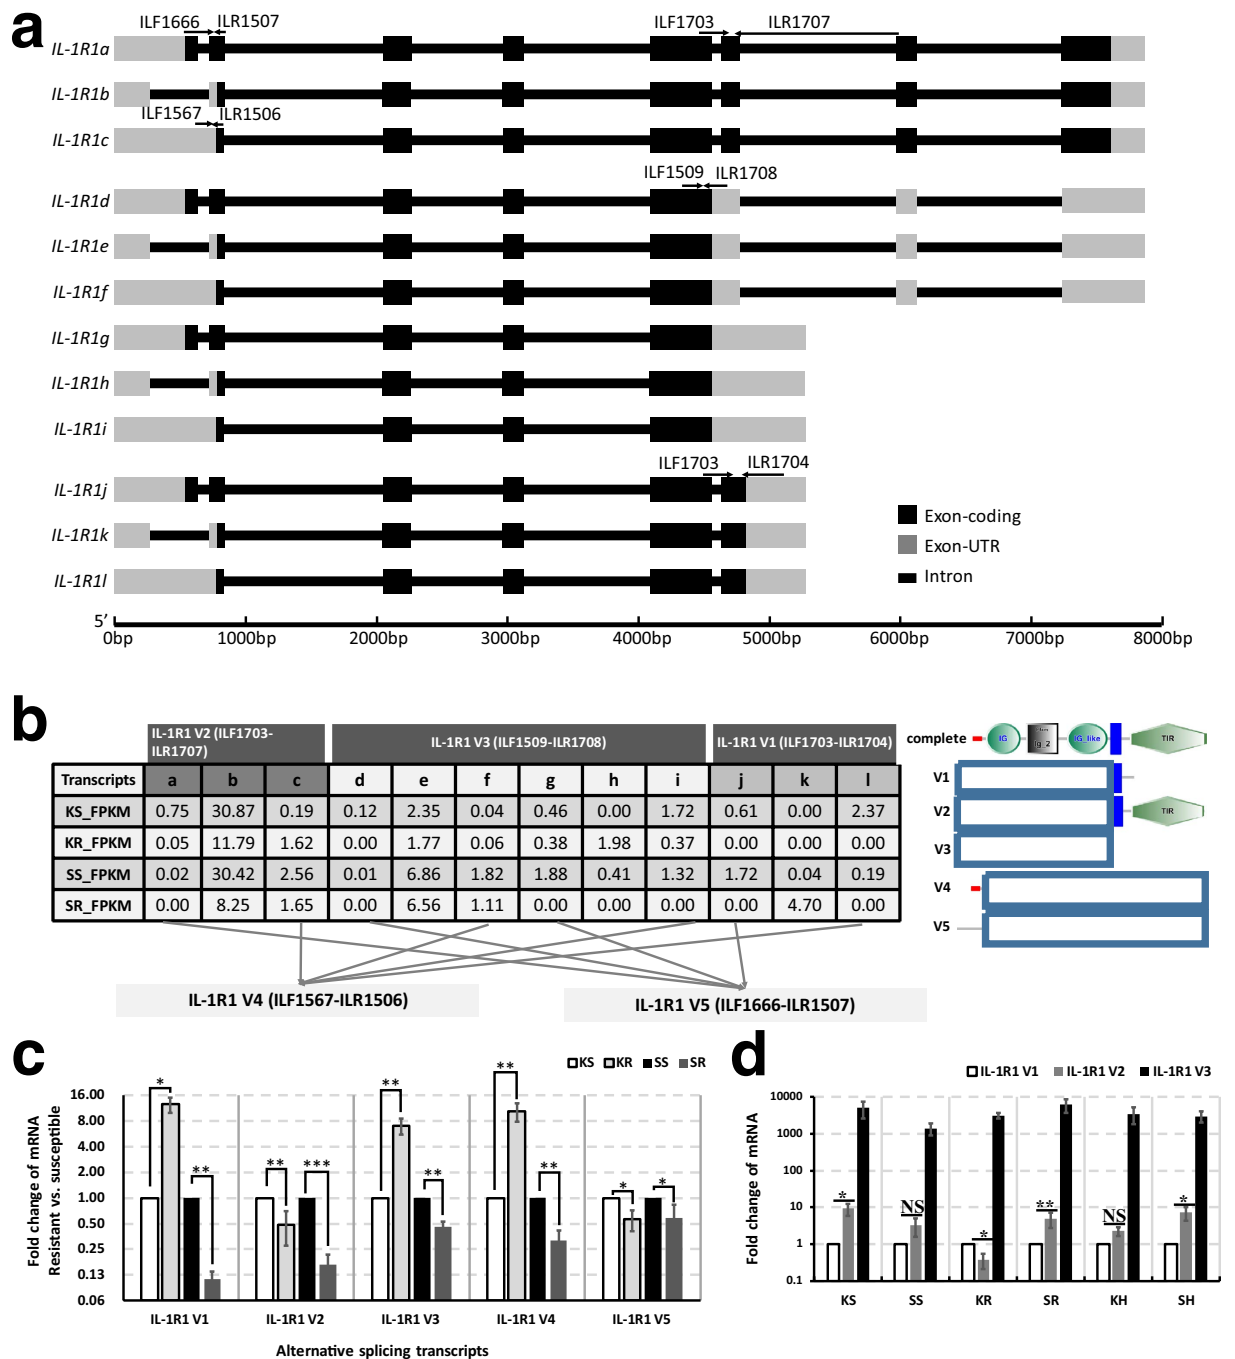 a
ILF1666 ILR1507 ILF1703 ILR1707
IL-1R1a
IL-1R1b
ILF1567 ILR1506
IL-1R1c
ILF1509 ILR1708
IL-1R1d
IL-1R1e
IL-1R1f
IL-1R1g
IL-1R1h
IL-1R1i
ILF1703 ILR1704
IL-1R1j
IL-1R1k
IL-1R1l
Exon-coding
Exon-UTR
Intron
5’
0bp 1000bp 2000bp 3000bp 4000bp 5000bp 6000bp 7000bp 8000bp
b
IL-1R1 V2 (ILF1703-
ILR1707)
IL-1R1 V3 (ILF1509-ILR1708)
IL-1R1 V1 (ILF1703-ILR1704)
Transcripts a b c d e f g h i j k l
KS_FPKM 0.75 30.87 0.19 0.12 2.35 0.04 0.46 0.00 1.72 0.61 0.00 2.37
KR_FPKM 0.05 11.79 1.62 0.00 1.77 0.06 0.38 1.98 0.37 0.00 0.00 0.00
SS_FPKM 0.02 30.42 2.56 0.01 6.86 1.82 1.88 0.41 1.32 1.72 0.04 0.19
SR_FPKM 0.00 8.25 1.65 0.00 6.56 1.11 0.00 0.00 0.00 0.00 4.70 0.00
IL-1R1 V4 (ILF1567-ILR1506)
IL-1R1 V5 (ILF1666-ILR1507)
complete IG Ig_2 IG_like TIR
V1
V2 TIR
V3
V4
V5
c
KS KR SS SR
Fold change of mRNA
Resistant vs. susceptible
16.00
8.00
4.00
2.00
1.00
0.50
0.25
0.13
0.06
* ** ** *** ** ** ** ** * *
IL-1R1 V1 IL-1R1 V2 IL-1R1 V3 IL-1R1 V4 IL-1R1 V5
Alternative splicing transcripts
d
IL-1R1 V1 IL-1R1 V2 IL-1R1 V3
Fold change of mRNA
10000
1000
100
10
1
0.1
* NS * ** NS *
KS SS KR SR KH SH